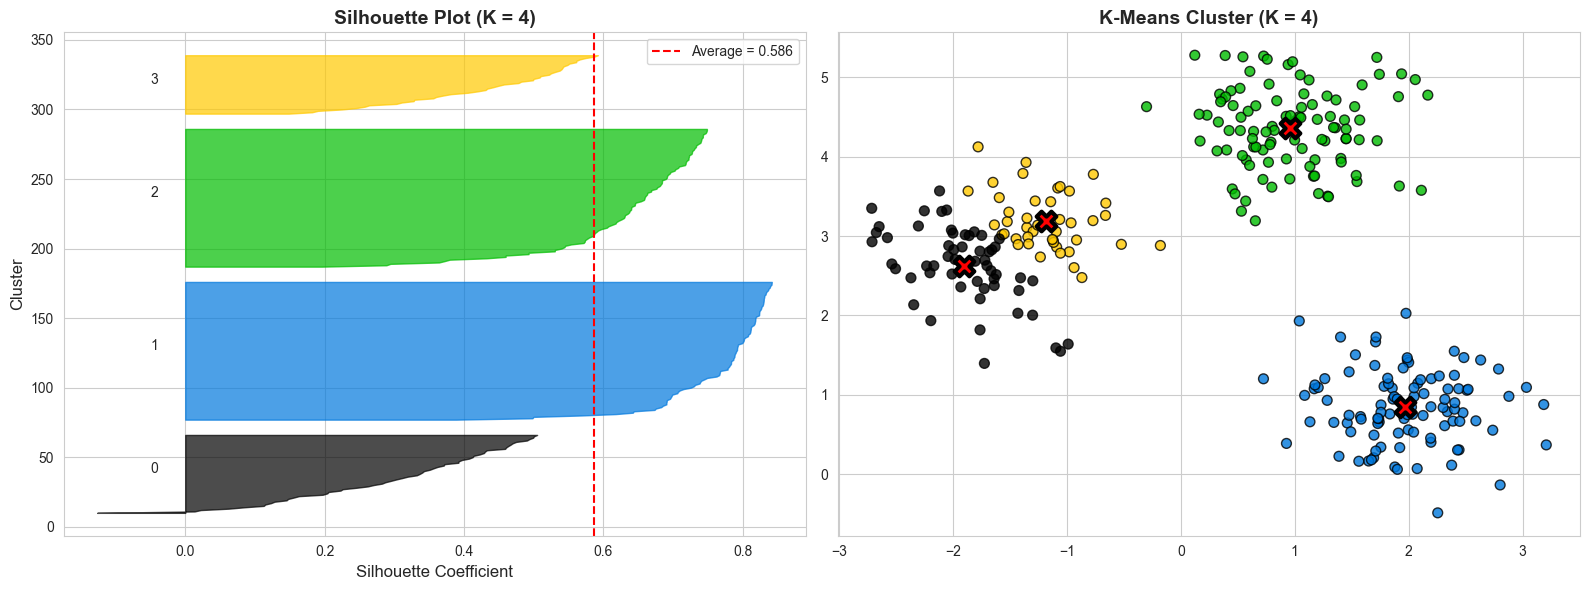 Silhouette Plot (K = 4)
Average = 0.586
350
300
250
200
150
100
50
0
Cluster
3
2
1
0
0.0 0.2 0.4 0.6 0.8
Silhouette Coefficient
K-Means Cluster (K = 4)
5
4
3
2
1
0
−3 −2 −1 0 1 2 3